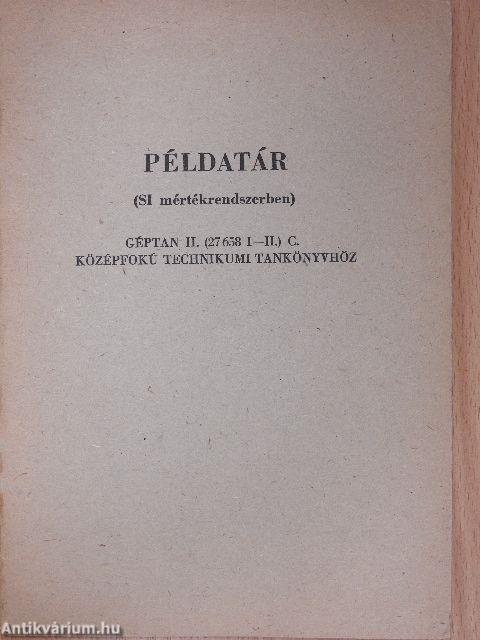 PÉLDATÁR
(SI mértékrendszerben)
GÉPTAN II. (27 658 I—II.) C.
KÖZÉPFOKÚ TECHNIKUMI TANKÖNYVHÖZ
Antikvárium.hu